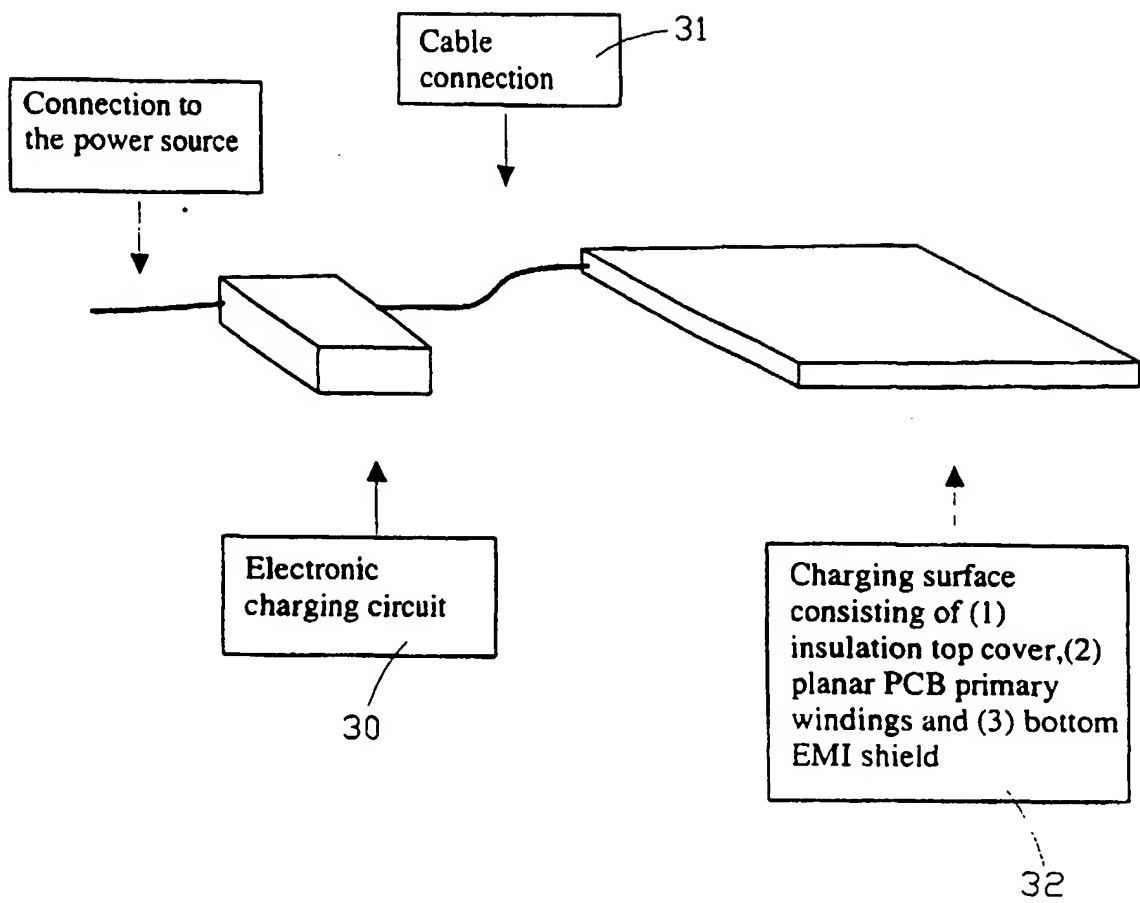 Cable
connection
31
Connection to
the power source
Electronic
charging circuit
30
Charging surface
consisting of (1)
insulation top cover,(2)
planar PCB primary
windings and (3) bottom
EMI shield
32